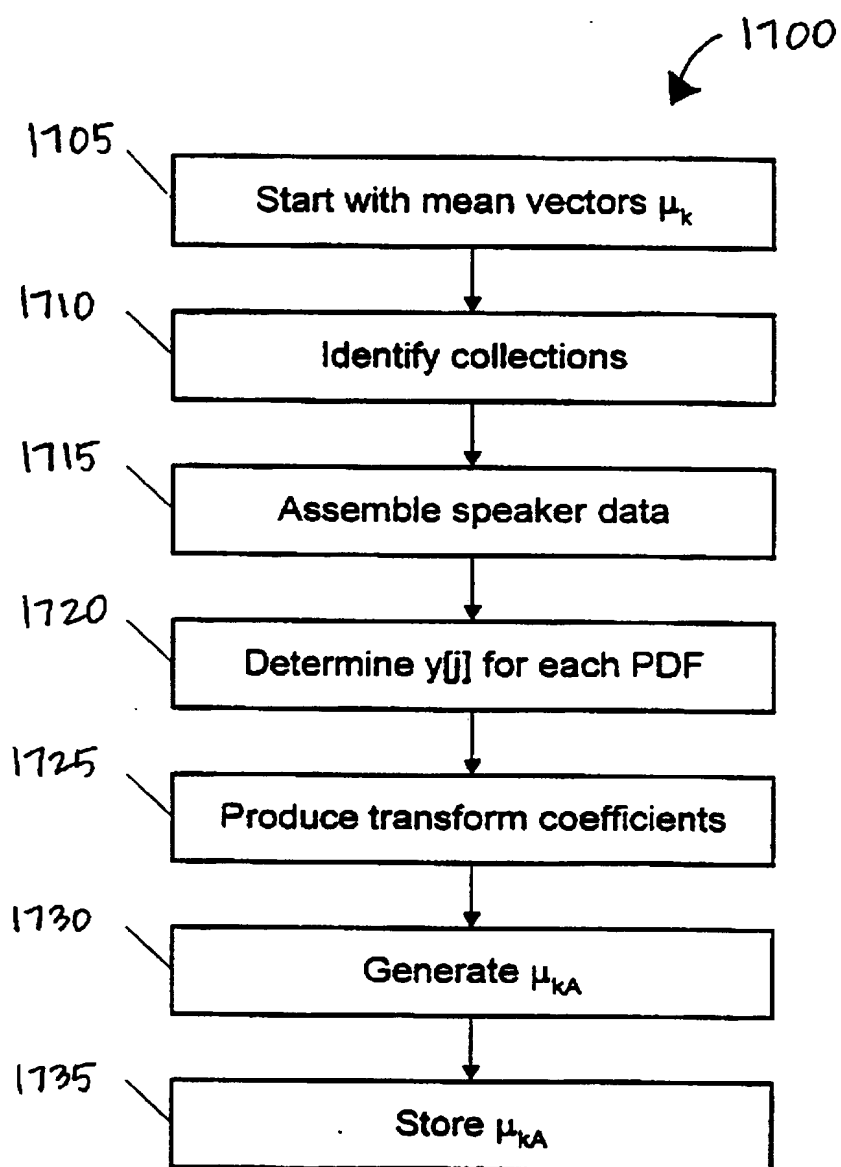 1700
1705
Start with mean vectors μk
1710
Identify collections
1715
Assemble speaker data
1720
Determine y[j] for each PDF
1725
Produce transform coefficients
1730
Generate μkA
1735
Store μkA